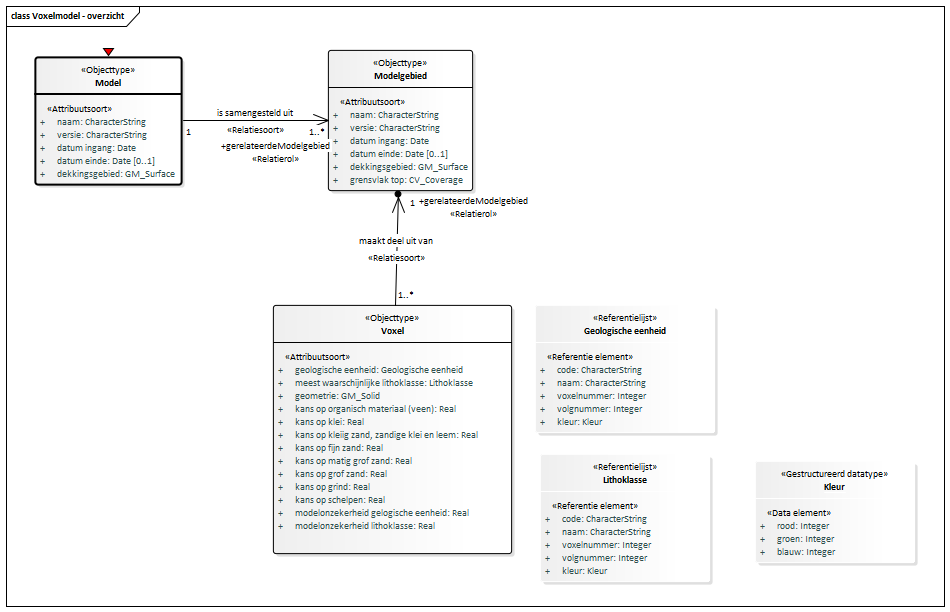 class Voxelmodel - overzicht
«Objecttype»
Model
«Attribuutsoort»
+ naam: CharacterString
+ versie: CharacterString
+ datum ingang: Date
+ datum einde: Date [0..1]
+ dekkingsgebied: GM_Surface
is samengesteld uit
1
«Relatiesoort»
1..*
+gerelateerdeModelgebied
«Relatierol»
«Objecttype»
Modelgebied
«Attribuutsoort»
+ naam: CharacterString
+ versie: CharacterString
+ datum ingang: Date
+ datum einde: Date [0..1]
+ dekkingsgebied: GM_Surface
+ grensvlak top: CV_Coverage
1 +gerelateerdeModelgebied
«Relatierol»
maakt deel uit van
«Relatiesoort»
1..*
«Objecttype»
Voxel
«Attribuutsoort»
+ geologische eenheid: Geologische eenheid
+ meest waarschijnlijke lithoklasse: Lithoklasse
+ geometrie: GM_Solid
+ kans op organisch materiaal (veen): Real
+ kans op klei: Real
+ kans op kleiig zand, zandige klei en leem: Real
+ kans op fijn zand: Real
+ kans op matig grof zand: Real
+ kans op grof zand: Real
+ kans op grind: Real
+ kans op schelpen: Real
+ modelonzekerheid gelogische eenheid: Real
+ modelonzekerheid lithoklasse: Real
«Referentielijst»
Geologische eenheid
«Referentie element»
+ code: CharacterString
+ naam: CharacterString
+ voxelnummer: Integer
+ volgnummer: Integer
+ kleur: Kleur
«Referentielijst»
Lithoklasse
«Referentie element»
+ code: CharacterString
+ naam: CharacterString
+ voxelnummer: Integer
+ volgnummer: Integer
+ kleur: Kleur
«Gestructureerd datatype»
Kleur
«Data element»
+ rood: Integer
+ groen: Integer
+ blauw: Integer